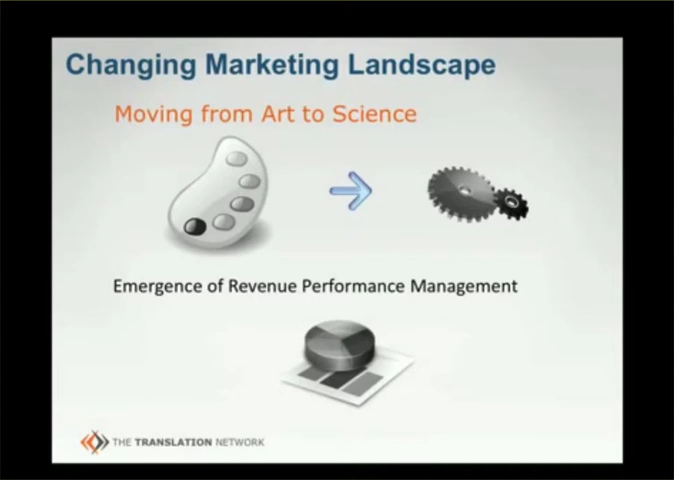 Changing Marketing Landscape
Moving from Art to Science
Emergence of Revenue Performance Management
THE TRANSLATION NETWORK